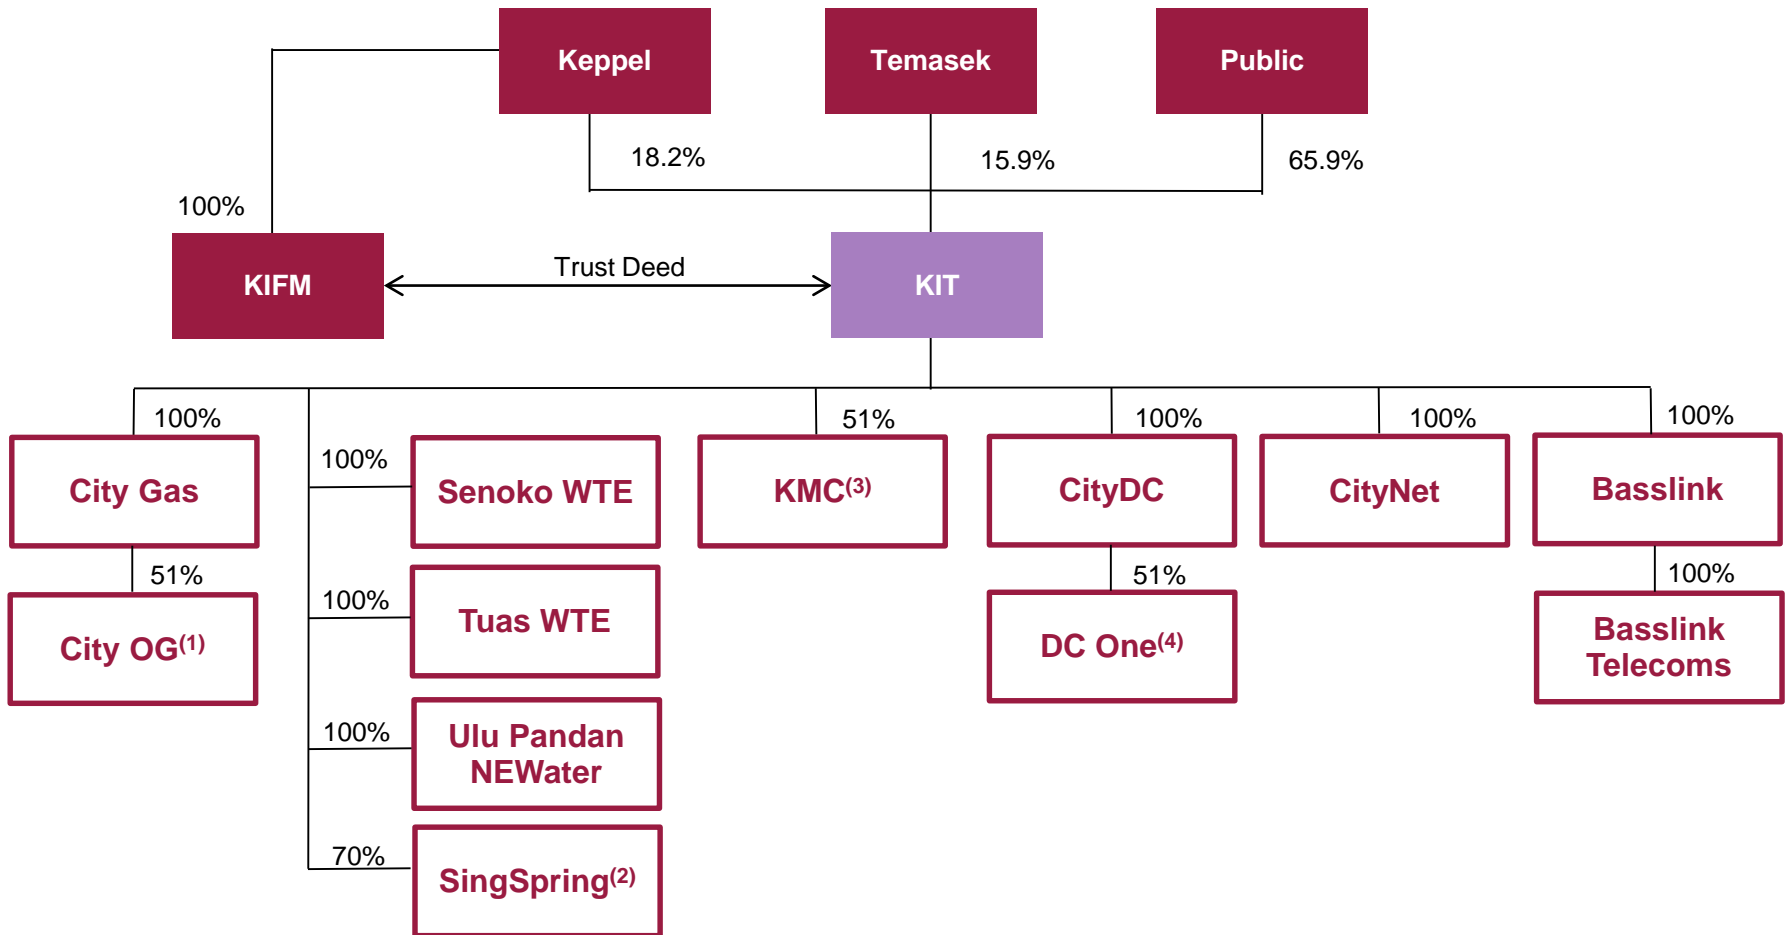 Keppel
Temasek
Public
18.2%
15.9%
65.9%
100%
KIFM
Trust Deed
KIT
100%
51%
100%
100%
100%
City Gas
100%
Senoko WTE
KMC(3)
CityDC
CityNet
Basslink
51%
51%
100%
City OG(1)
100%
Tuas WTE
DC One(4)
Basslink
Telecoms
100%
Ulu Pandan
NEWater
70%
SingSpring(2)